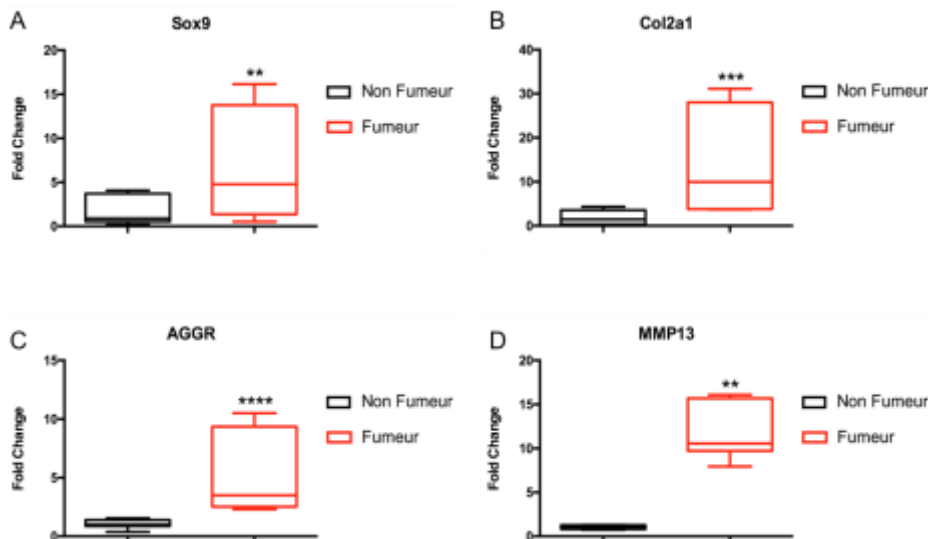 A
Sox9
Fold Change
20
15
10
5
0
**
Non Fumeur
Fumeur
B
Col2a1
Fold Change
40
30
20
10
0
***
Non Fumeur
Fumeur
C
AGGR
Fold Change
15
10
5
0
****
Non Fumeur
Fumeur
D
MMP13
Fold Change
20
15
10
5
0
**
Non Fumeur
Fumeur